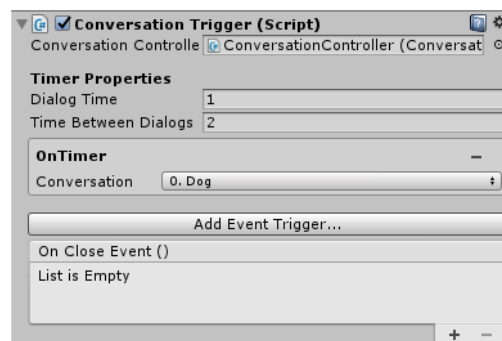 Conversation Trigger (Script)
Conversation Controlle ConversationController (Conversat
Timer Properties
Dialog Time 1
Time Between Dialogs 2
OnTimer
Conversation 0. Dog
Add Event Trigger...
On Close Event ()
List is Empty